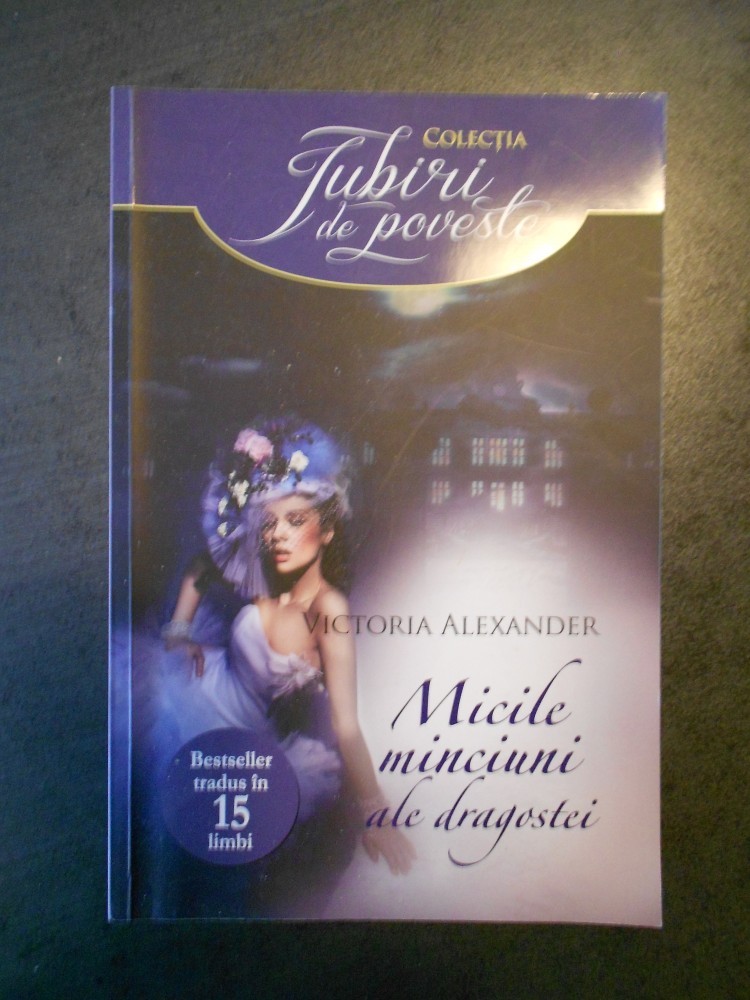 COLECȚIA
Iubiri
de poveste
VICTORIA ALEXANDER
Micile
minciuni
ale dragostei
Bestseller
tradus în
15
limbi